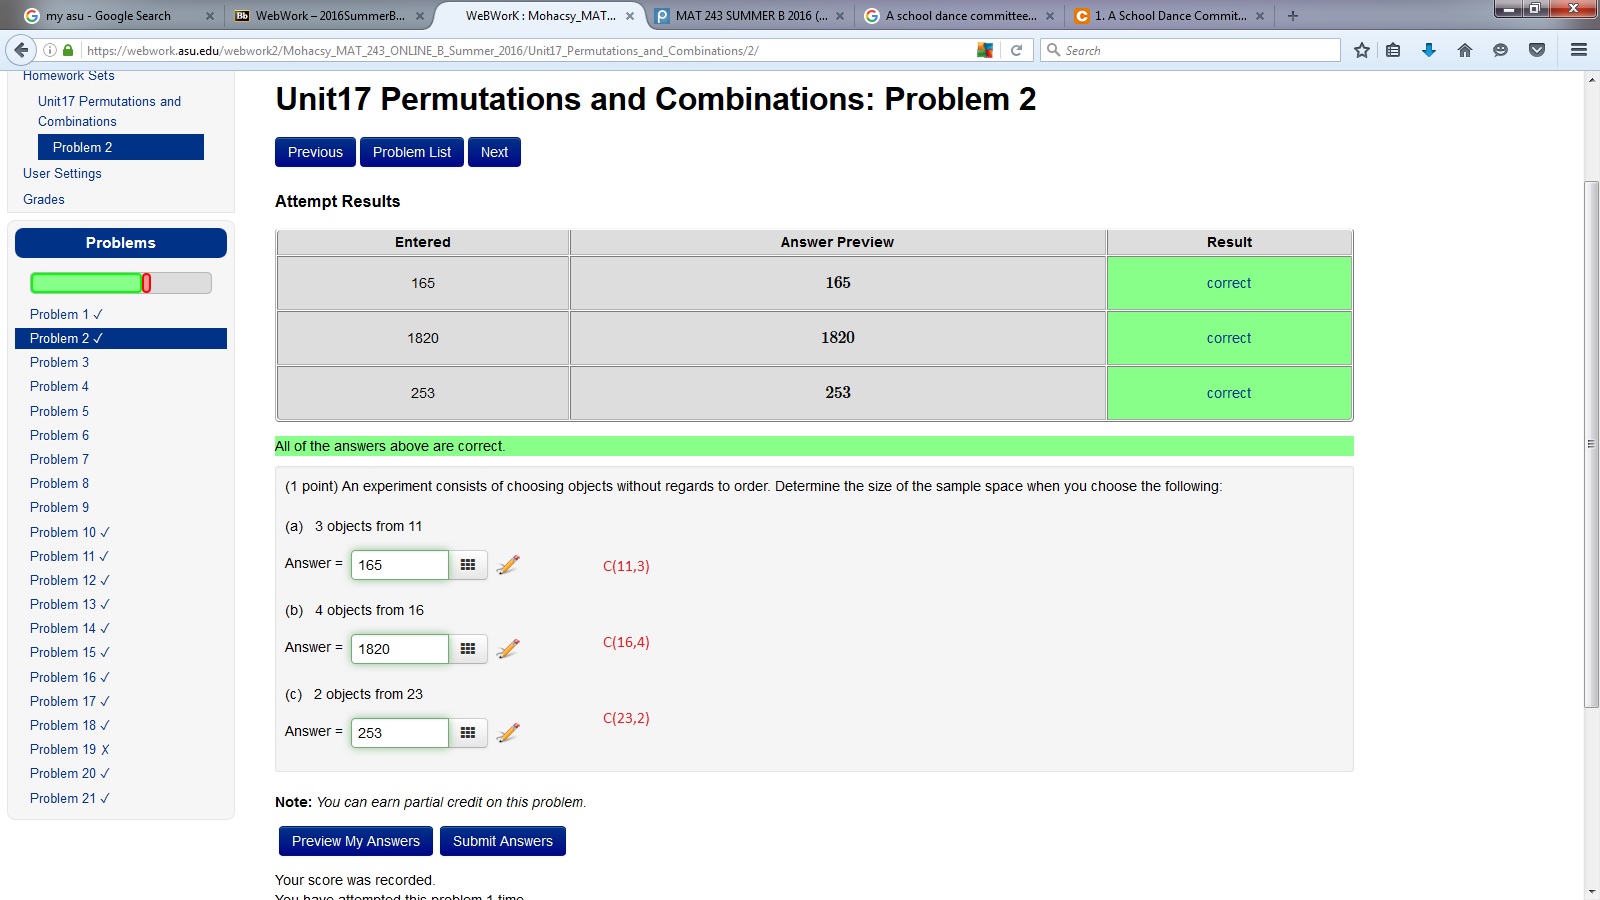 my asu - Google Search
WebWork – 2016SummerB...
WeBWorK : Mohacsy_MAT...
MAT 243 SUMMER B 2016 (...
A school dance committee...
1. A School Dance Commit...
https://webwork.asu.edu/webwork2/Mohacsy_MAT_243_ONLINE_B_Summer_2016/Unit17_Permutations_and_Combinations/2/
Search
Homework Sets
Unit17 Permutations and
Combinations
Problem 2
User Settings
Grades
Problems
Problem 1 ✓
Problem 2 ✓
Problem 3
Problem 4
Problem 5
Problem 6
Problem 7
Problem 8
Problem 9
Problem 10 ✓
Problem 11 ✓
Problem 12 ✓
Problem 13 ✓
Problem 14 ✓
Problem 15 ✓
Problem 16 ✓
Problem 17 ✓
Problem 18 ✓
Problem 19 ✗
Problem 20 ✓
Problem 21 ✓
Unit17 Permutations and Combinations: Problem 2
Previous Problem List Next
Attempt Results
Entered Answer Preview Result
165 165 correct
1820 1820 correct
253 253 correct
All of the answers above are correct.
(1 point) An experiment consists of choosing objects without regards to order. Determine the size of the sample space when you choose the following:
(a) 3 objects from 11
Answer = 165 C(11,3)
(b) 4 objects from 16
Answer = 1820 C(16,4)
(c) 2 objects from 23
Answer = 253 C(23,2)
Note: You can earn partial credit on this problem.
Preview My Answers Submit Answers
Your score was recorded.
You have attempted this problem 1 time.